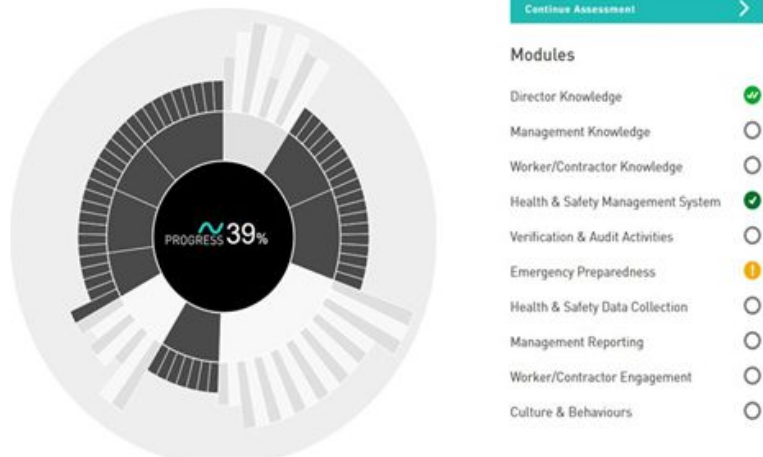 Continue Assessment
Modules
Director Knowledge
Management Knowledge
Worker/Contractor Knowledge
Health & Safety Management System
Verification & Audit Activities
Emergency Preparedness
Health & Safety Data Collection
Management Reporting
Worker/Contractor Engagement
Culture & Behaviours
PROGRESS 39%